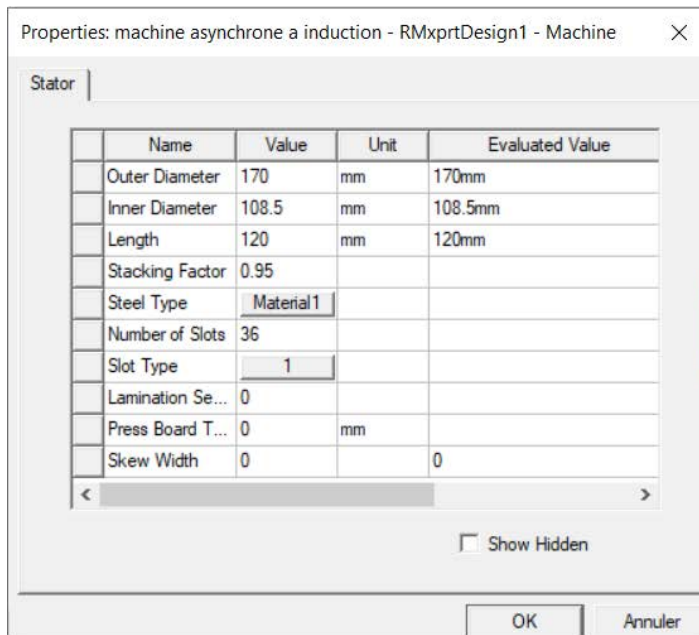 Properties: machine asynchrone a induction - RMxprtDesign1 - Machine
Stator
Name Value Unit Evaluated Value
Outer Diameter 170 mm 170mm
Inner Diameter 108.5 mm 108.5mm
Length 120 mm 120mm
Stacking Factor 0.95
Steel Type Material1
Number of Slots 36
Slot Type 1
Lamination Se... 0
Press Board T... 0 mm
Skew Width 0 0
Show Hidden
OK Annuler